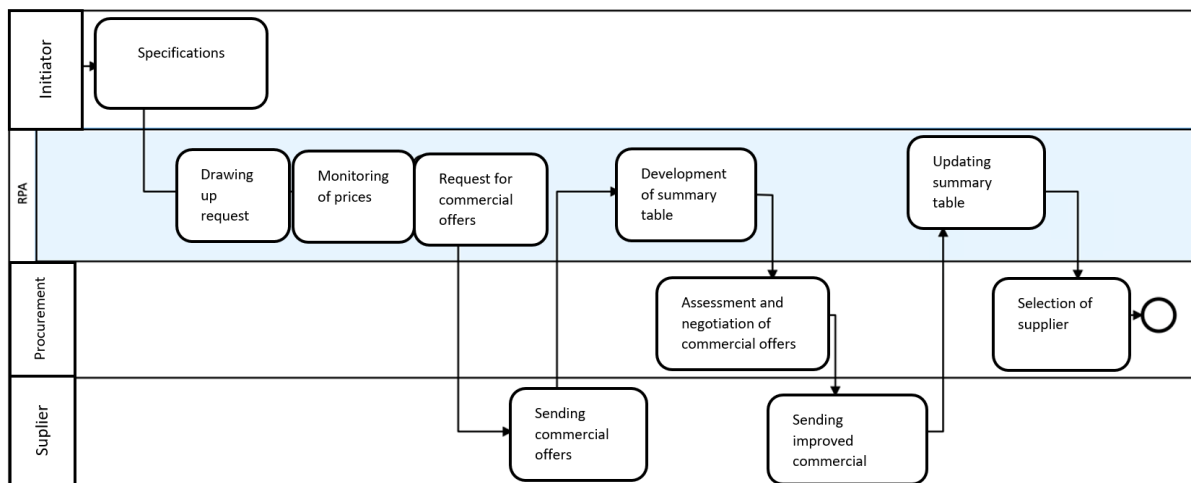 Initiator
Specifications
RPA
Drawing
up
request
Monitoring
of prices
Request for
commercial
offers
Development
of summary
table
Updating
summary
table
Procurement
Assessment and
negotiation of
commercial offers
Selection of
supplier
Suplier
Sending
commercial
offers
Sending
improved
commercial